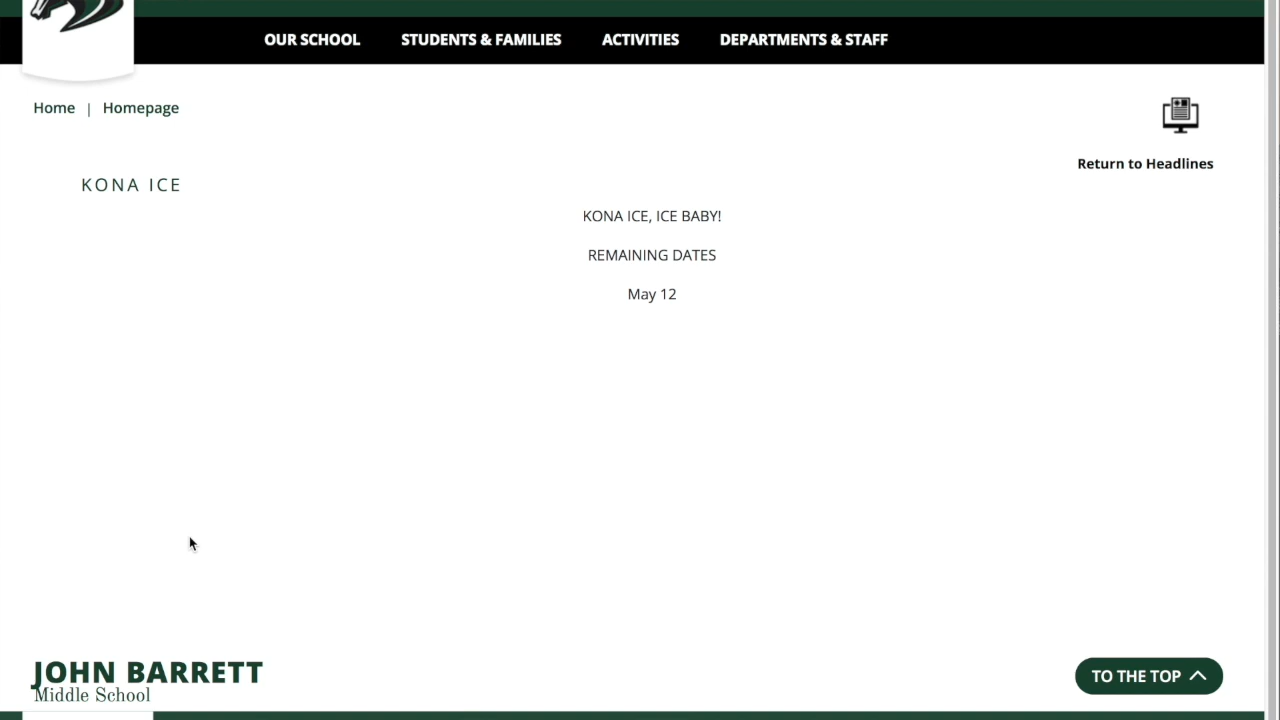 OUR SCHOOL STUDENTS & FAMILIES ACTIVITIES DEPARTMENTS & STAFF
Home | Homepage
Return to Headlines
KONA ICE
KONA ICE, ICE BABY!
REMAINING DATES
May 12
JOHN BARRETT
Middle School
TO THE TOP